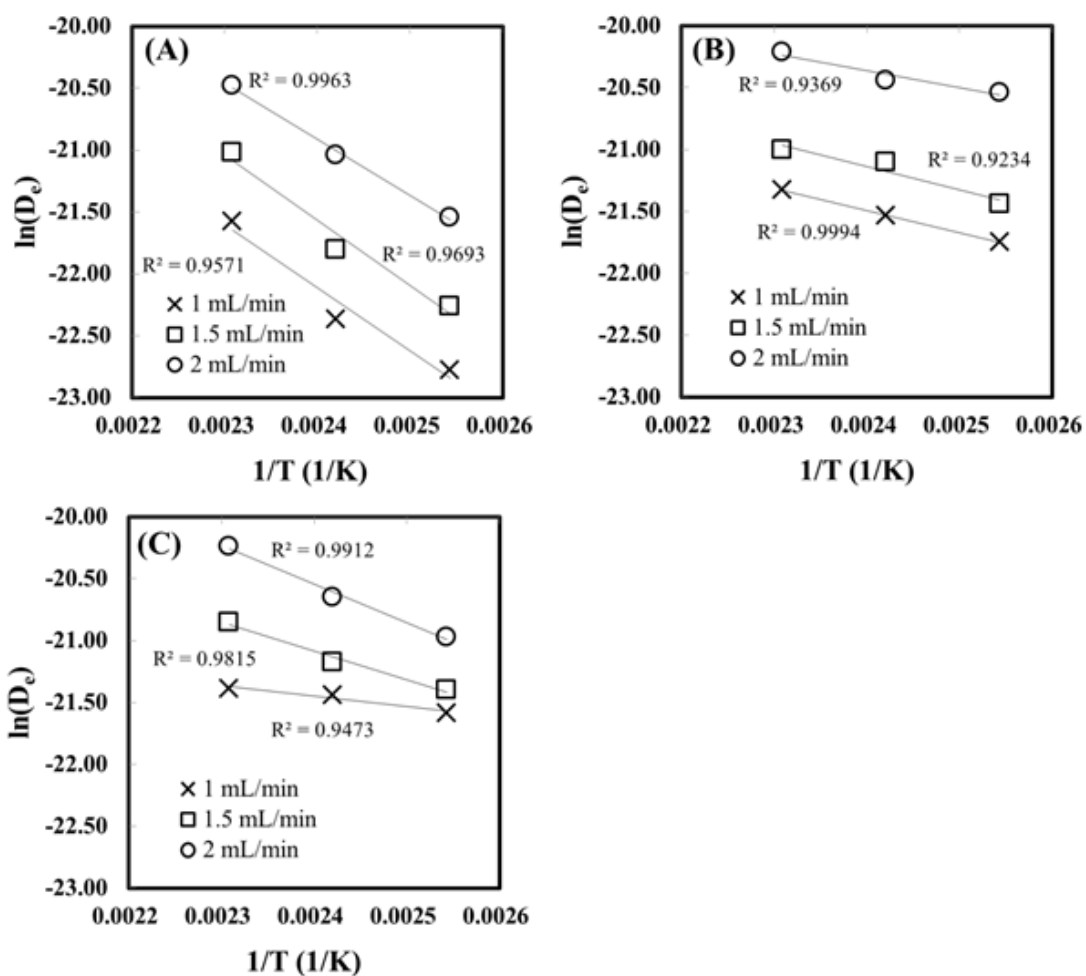 (A)
ln(Dₑ)
-20.00
-20.50
-21.00
-21.50
-22.00
-22.50
-23.00
R² = 0.9963
R² = 0.9693
R² = 0.9571
1 mL/min
1.5 mL/min
2 mL/min
0.0022 0.0023 0.0024 0.0025 0.0026
1/T (1/K)
(B)
ln(Dₑ)
-20.00
-20.50
-21.00
-21.50
-22.00
-22.50
-23.00
R² = 0.9369
R² = 0.9234
R² = 0.9994
1 mL/min
1.5 mL/min
2 mL/min
0.0022 0.0023 0.0024 0.0025 0.0026
1/T (1/K)
(C)
ln(Dₑ)
-20.00
-20.50
-21.00
-21.50
-22.00
-22.50
-23.00
R² = 0.9912
R² = 0.9815
R² = 0.9473
1 mL/min
1.5 mL/min
2 mL/min
0.0022 0.0023 0.0024 0.0025 0.0026
1/T (1/K)